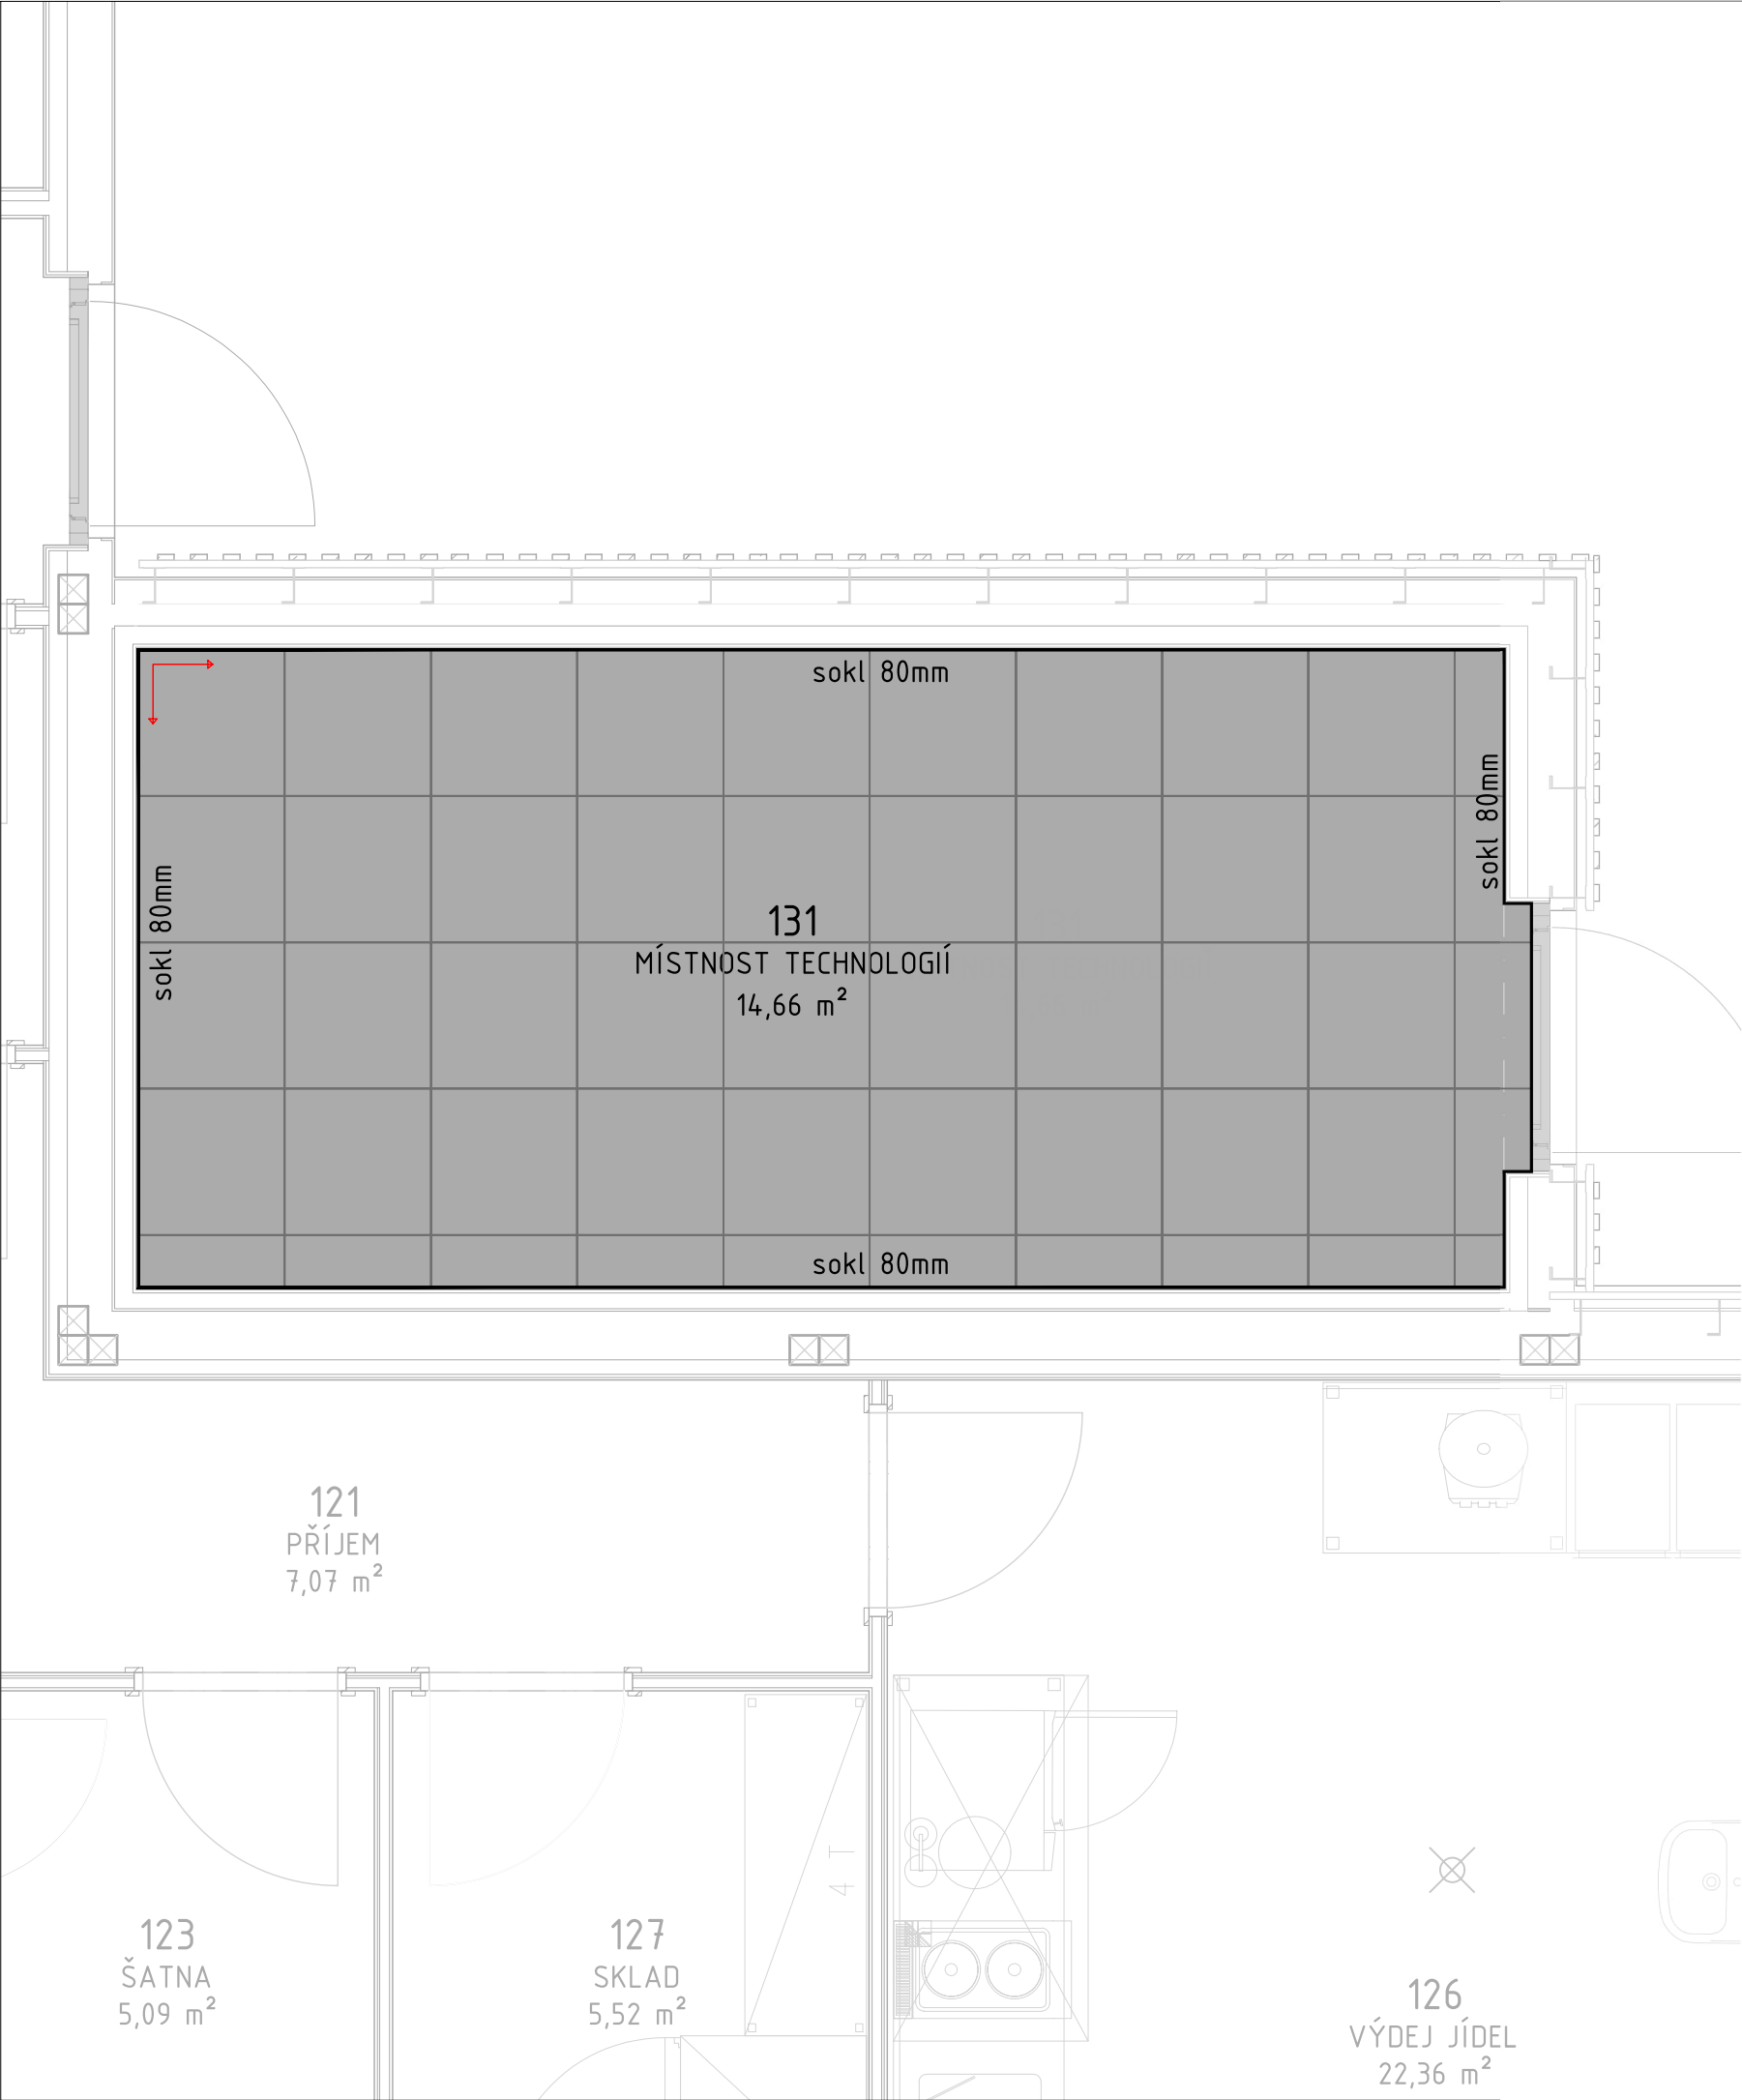 sokl 80mm
sokl 80mm
sokl 80mm
131
MÍSTNOST TECHNOLOGIÍ
14,66 m²
sokl 80mm
121
PŘÍJEM
7,07 m²
4 T
123
ŠATNA
5,09 m²
127
SKLAD
5,52 m²
126
VÝDEJ JÍDEL
22,36 m²